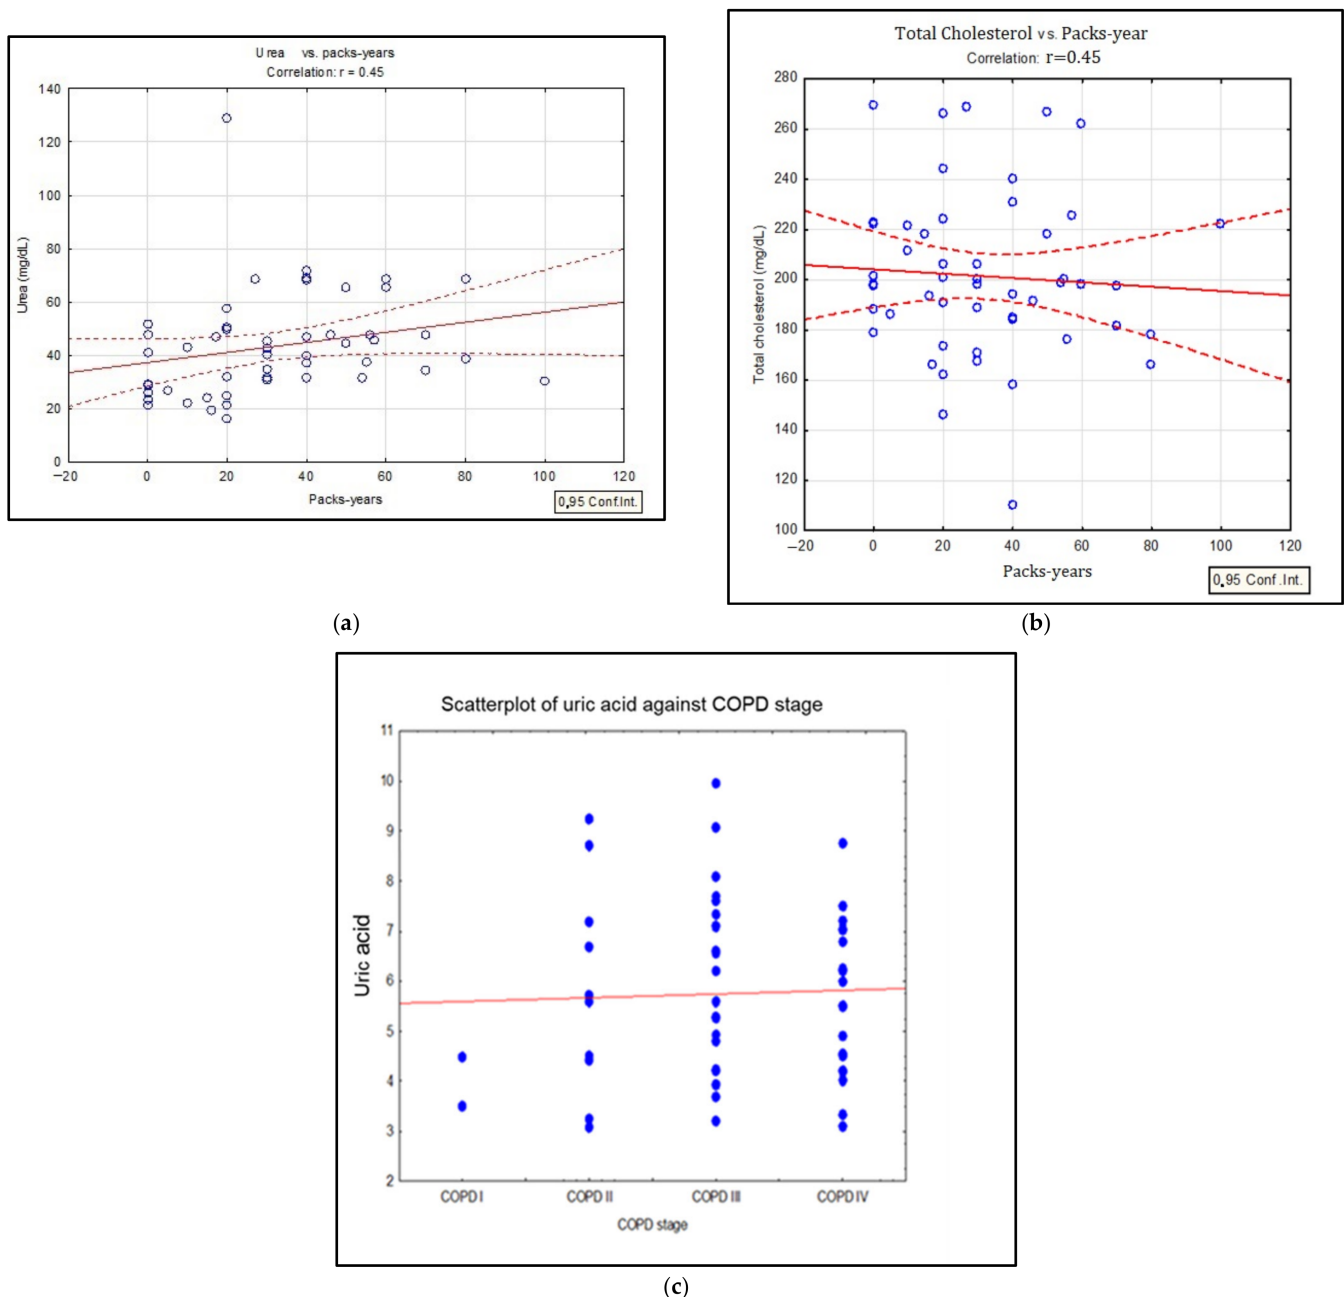 Urea vs. packs-years
Correlation: r = 0.45
140
120
100
80
60
40
20
0
Urea (mg/dL)
−20 0 20 40 60 80 100 120
Packs-years
0.95 Conf.Int.
(a)
Total Cholesterol vs. Packs-year
Correlation: r=0.45
280
260
240
220
200
180
160
140
120
100
Total cholesterol (mg/dL)
−20 0 20 40 60 80 100 120
Packs-years
0.95 Conf.Int.
(b)
Scatterplot of uric acid against COPD stage
11
10
9
8
7
6
5
4
3
2
Uric acid
COPD I COPD II COPD III COPD IV
COPD stage
(c)